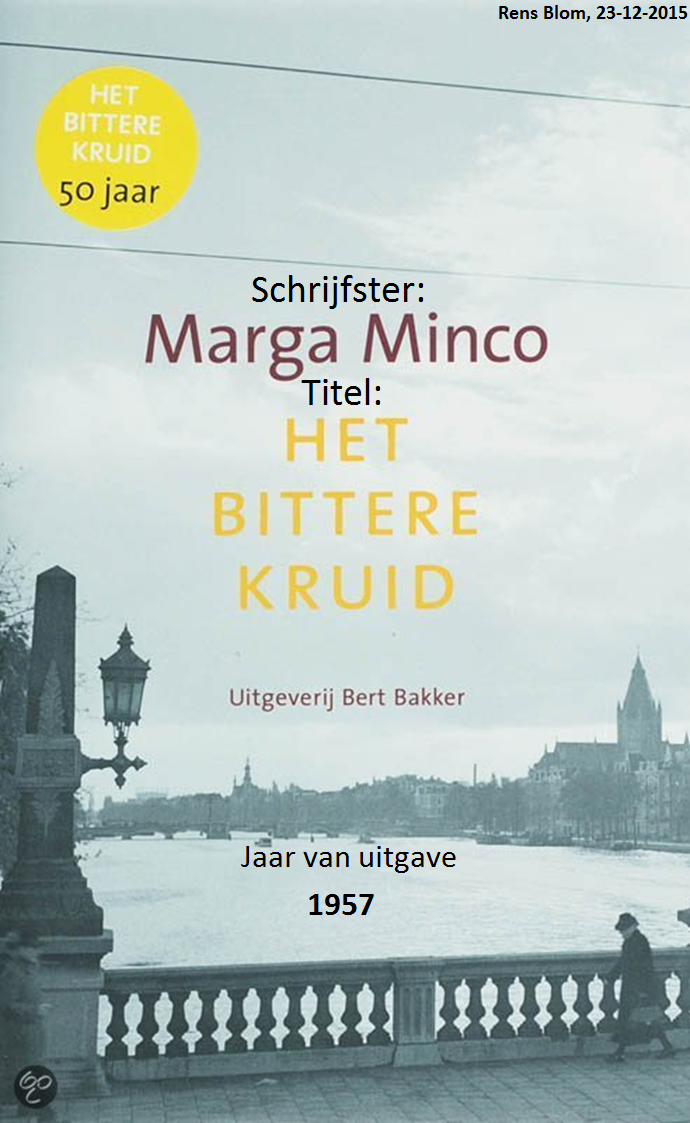 Rens Blom, 23-12-2015
HET
BITTERE
KRUID
50 jaar
Schrijfster:
Marga Minco
Titel:
HET
BITTERE
KRUID
Uitgeverij Bert Bakker
Jaar van uitgave
1957